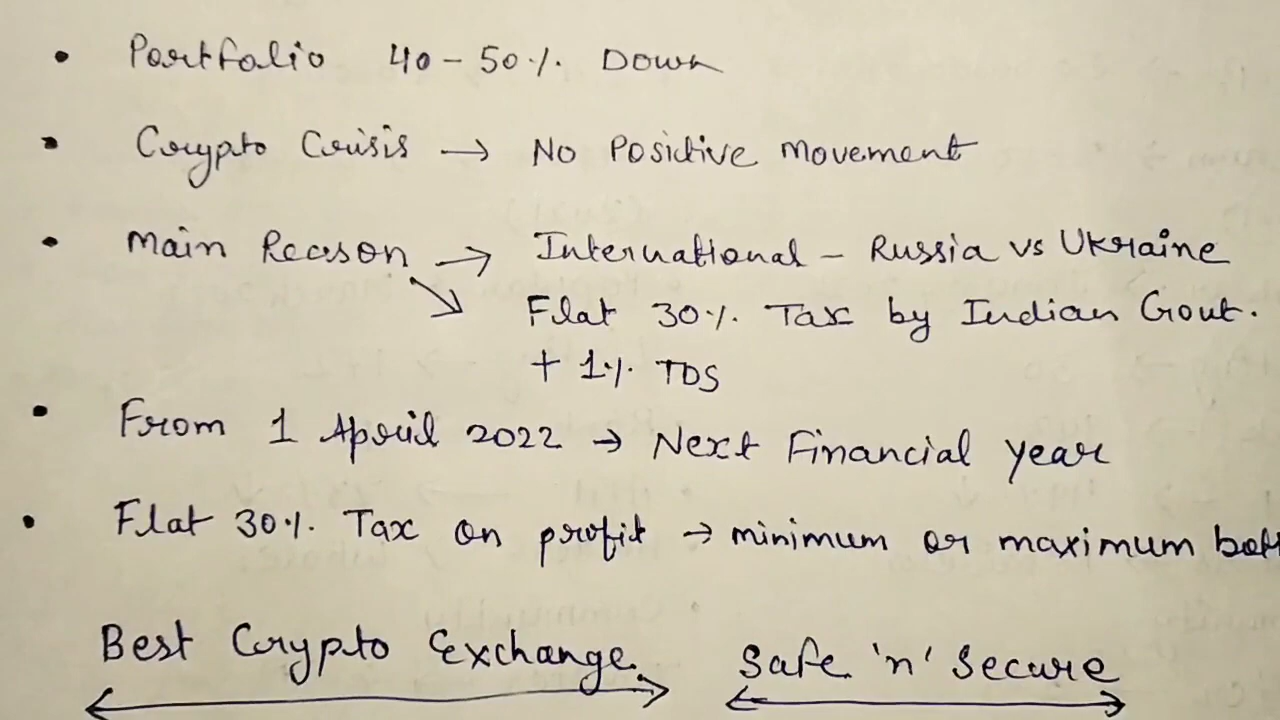 • Portfolio 40-50% Down
• Crypto Crisis → No Positive Movement
• Main Reason → International - Russia vs Ukraine
↘ Flat 30% Tax by Indian Govt.
+ 1% TDS
• From 1 April 2022 → Next Financial year
• Flat 30% Tax on profit → minimum or maximum bot
Best Crypto Exchange Safe 'n' Secure